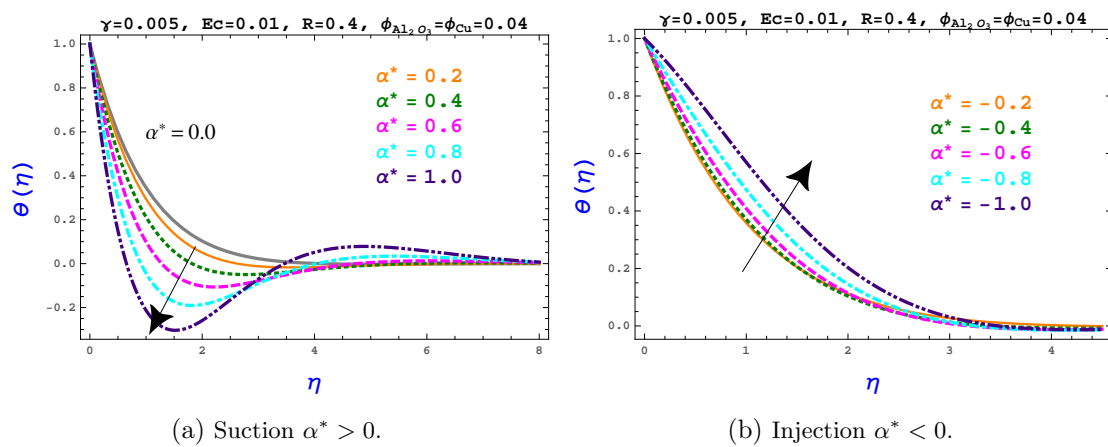 γ=0.005, Ec=0.01, R=0.4, ϕAl₂O₃=ϕCu=0.04
1.0
0.8
0.6
0.4
0.2
0.0
-0.2
θ(η)
α* = 0.0
α* = 0.2
α* = 0.4
α* = 0.6
α* = 0.8
α* = 1.0
0 2 4 6 8
η
(a) Suction α* > 0.
γ=0.005, Ec=0.01, R=0.4, ϕAl₂O₃=ϕCu=0.04
1.0
0.8
0.6
0.4
0.2
0.0
θ(η)
α* = -0.2
α* = -0.4
α* = -0.6
α* = -0.8
α* = -1.0
0 1 2 3 4
η
(b) Injection α* < 0.